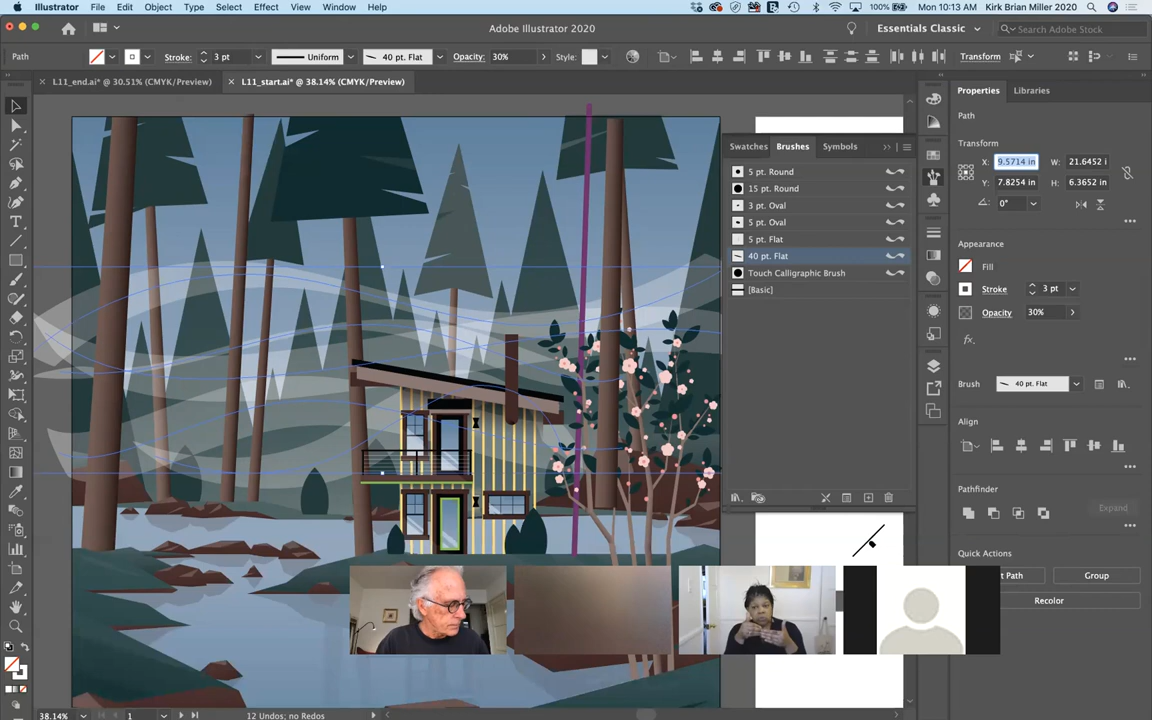 Illustrator File Edit Object Type Select Effect View Window Help 100% Mon 10:13 AM Kirk Brian Miller 2020
Adobe Illustrator 2020
Essentials Classic
Search Adobe Stock
Path
Stroke: 3 pt Uniform 40 pt. Flat Opacity: 30% Style: Transform
L11_end.ai* @ 30.51% (CMYK/Preview)
L11_start.ai* @ 38.14% (CMYK/Preview)
Properties Libraries
Path
Transform
X: 9.5714 in W: 21.6452 i
Y: 7.8254 in H: 6.3652 in
0°
Appearance
Fill
Stroke 3 pt
Opacity 30%
fx.
Brush 40 pt. Flat
Align
Pathfinder
Expand
Quick Actions
t Path Group
Recolor
Swatches Brushes Symbols
5 pt. Round
15 pt. Round
3 pt. Oval
5 pt. Oval
5 pt. Flat
40 pt. Flat
Touch Calligraphic Brush
[Basic]
38.14% 1 12 Undos; no Redos